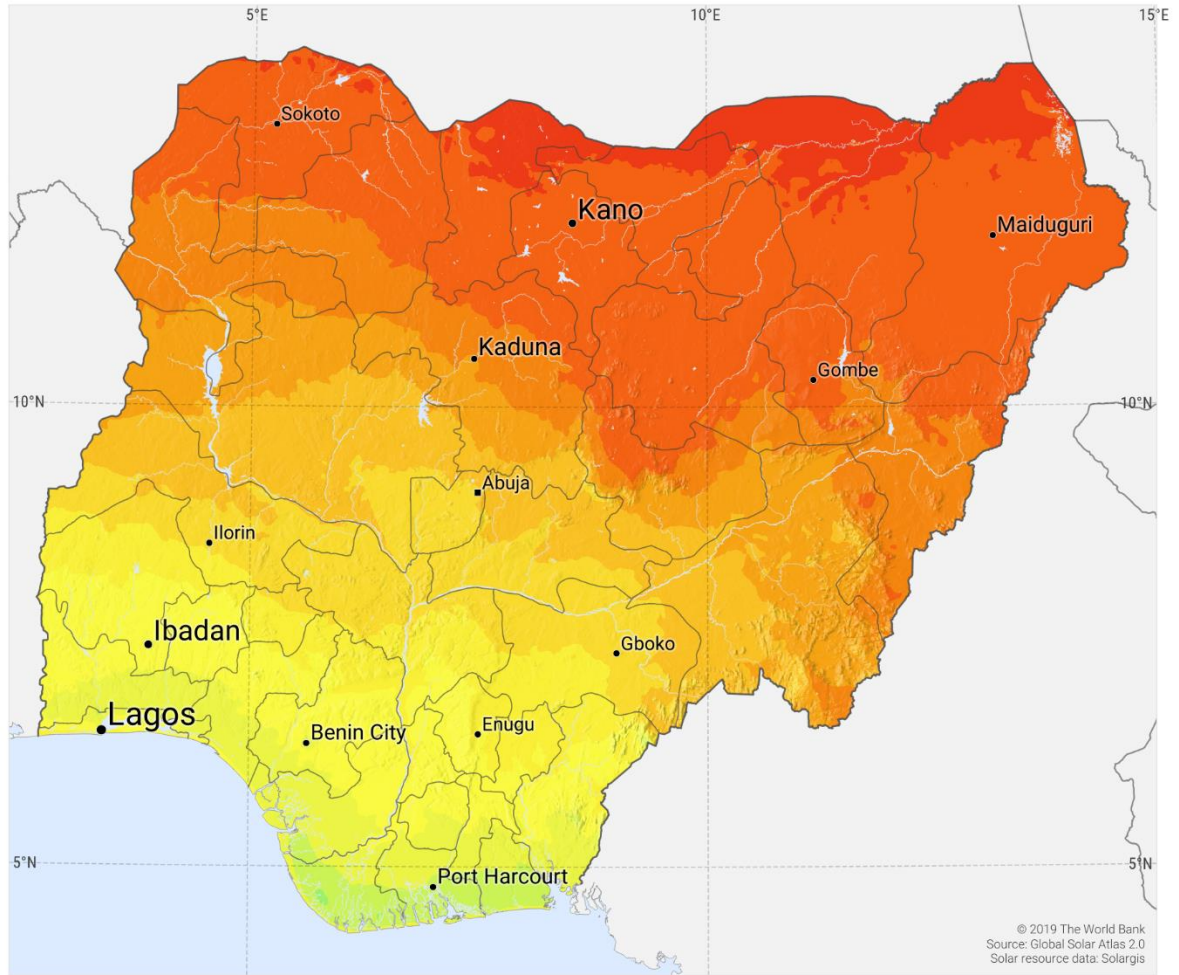 5°E
10°E
15°E
Sokoto
Kano
Maiduguri
Kaduna
Gombe
10°N
10°N
Abuja
Ilorin
Ibadan
Gboko
Lagos
Benin City
Enugu
5°N
5°N
Port Harcourt
© 2019 The World Bank
Source: Global Solar Atlas 2.0
Solar resource data: Solargis